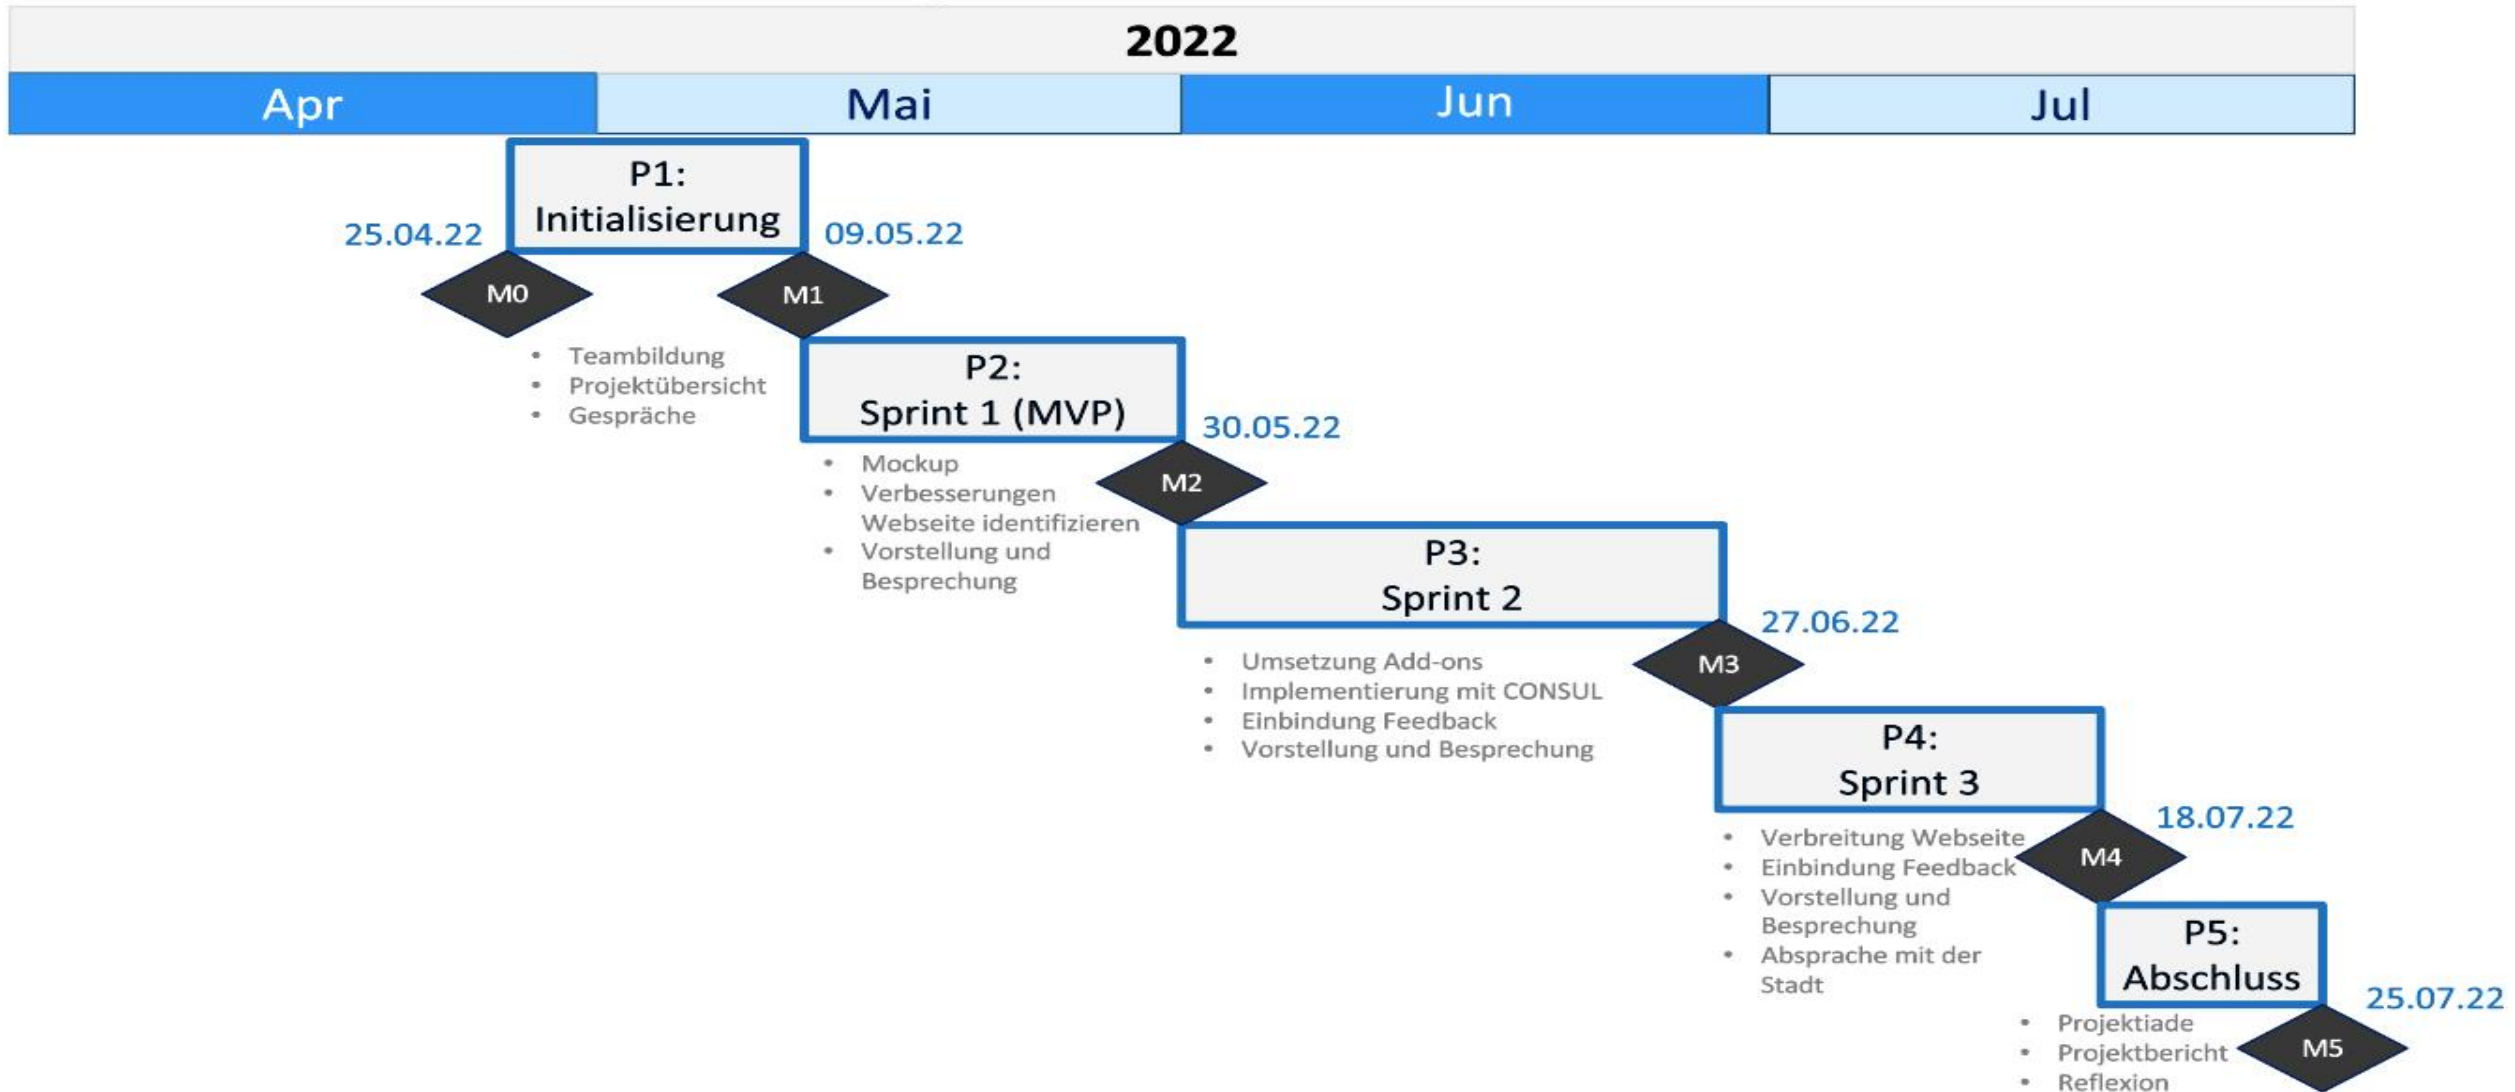 2022
Apr
Mai
Jun
Jul
P1:
Initialisierung
25.04.22
09.05.22
M0
M1
• Teambildung
• Projektübersicht
• Gespräche
P2:
Sprint 1 (MVP)
30.05.22
M2
• Mockup
• Verbesserungen
Webseite identifizieren
• Vorstellung und
Besprechung
P3:
Sprint 2
27.06.22
M3
• Umsetzung Add-ons
• Implementierung mit CONSUL
• Einbindung Feedback
• Vorstellung und Besprechung
P4:
Sprint 3
18.07.22
M4
• Verbreitung Webseite
• Einbindung Feedback
• Vorstellung und
Besprechung
• Absprache mit der
Stadt
P5:
Abschluss
25.07.22
M5
• Projektiade
• Projektbericht
• Reflexion